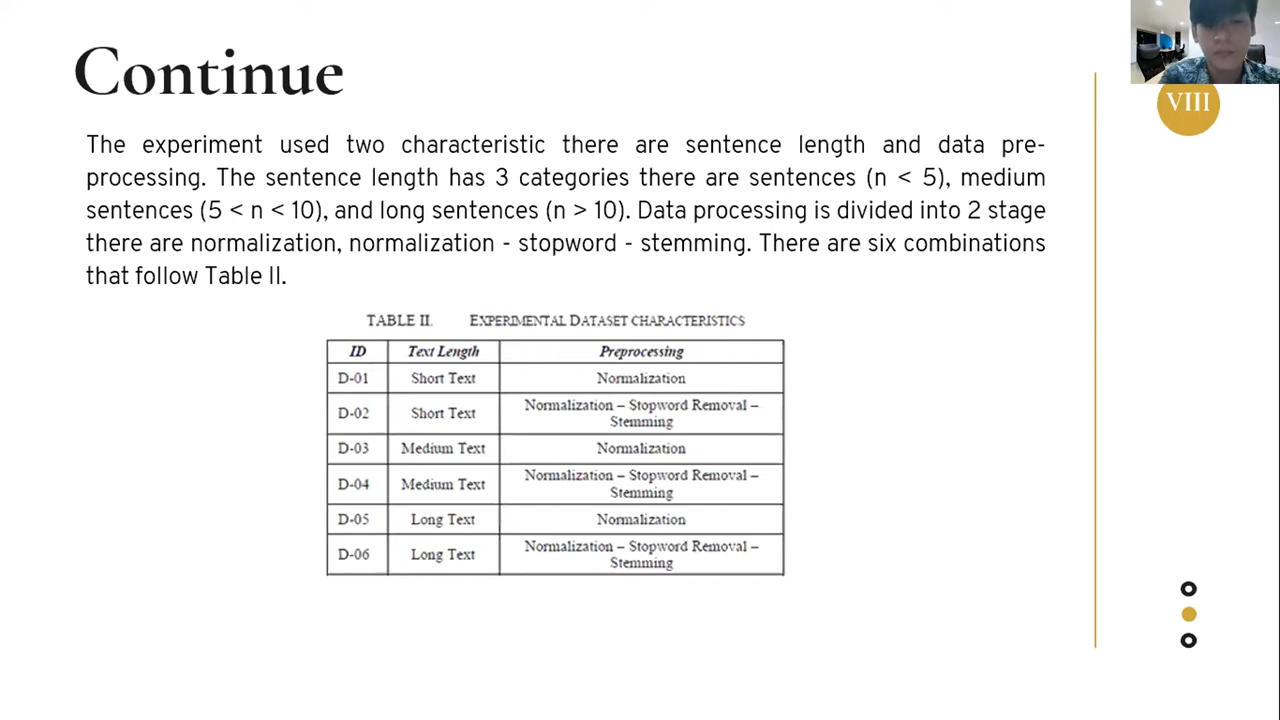 Continue
VIII
The experiment used two characteristic there are sentence length and data pre-
processing. The sentence length has 3 categories there are sentences (n < 5), medium
sentences (5 < n < 10), and long sentences (n > 10). Data processing is divided into 2 stage
there are normalization, normalization - stopword - stemming. There are six combinations
that follow Table II.
TABLE II. EXPERIMENTAL DATASET CHARACTERISTICS
ID Text Length Preprocessing
D-01 Short Text Normalization
D-02 Short Text Normalization – Stopword Removal –
Stemming
D-03 Medium Text Normalization
D-04 Medium Text Normalization – Stopword Removal –
Stemming
D-05 Long Text Normalization
D-06 Long Text Normalization – Stopword Removal –
Stemming